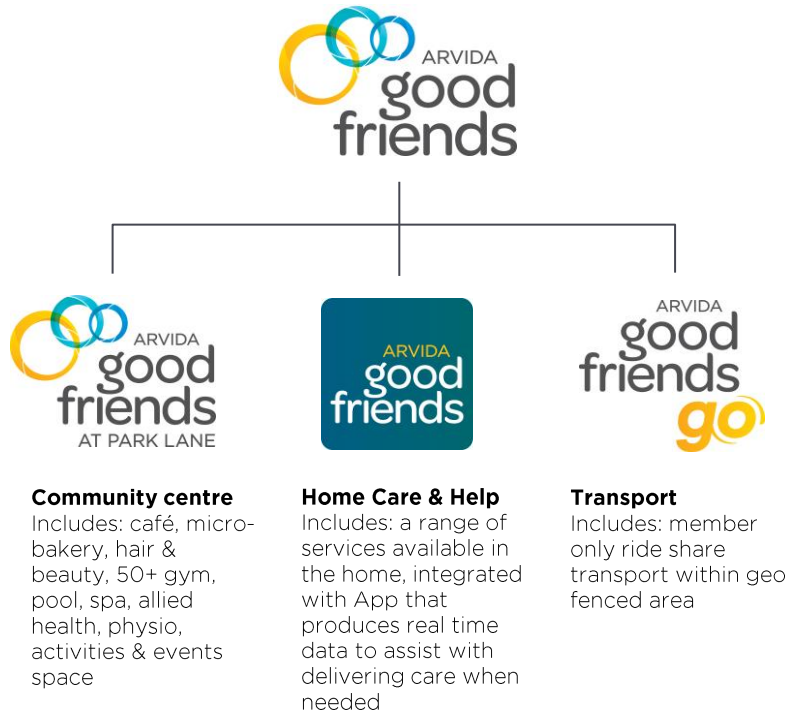 ARVIDA
good
friends
ARVIDA
good
friends
AT PARK LANE
ARVIDA
good
friends
ARVIDA
good
friends
go
Community centre
Includes: café, micro-
bakery, hair &
beauty, 50+ gym,
pool, spa, allied
health, physio,
activities & events
space
Home Care & Help
Includes: a range of
services available in
the home, integrated
with App that
produces real time
data to assist with
delivering care when
needed
Transport
Includes: member
only ride share
transport within geo
fenced area